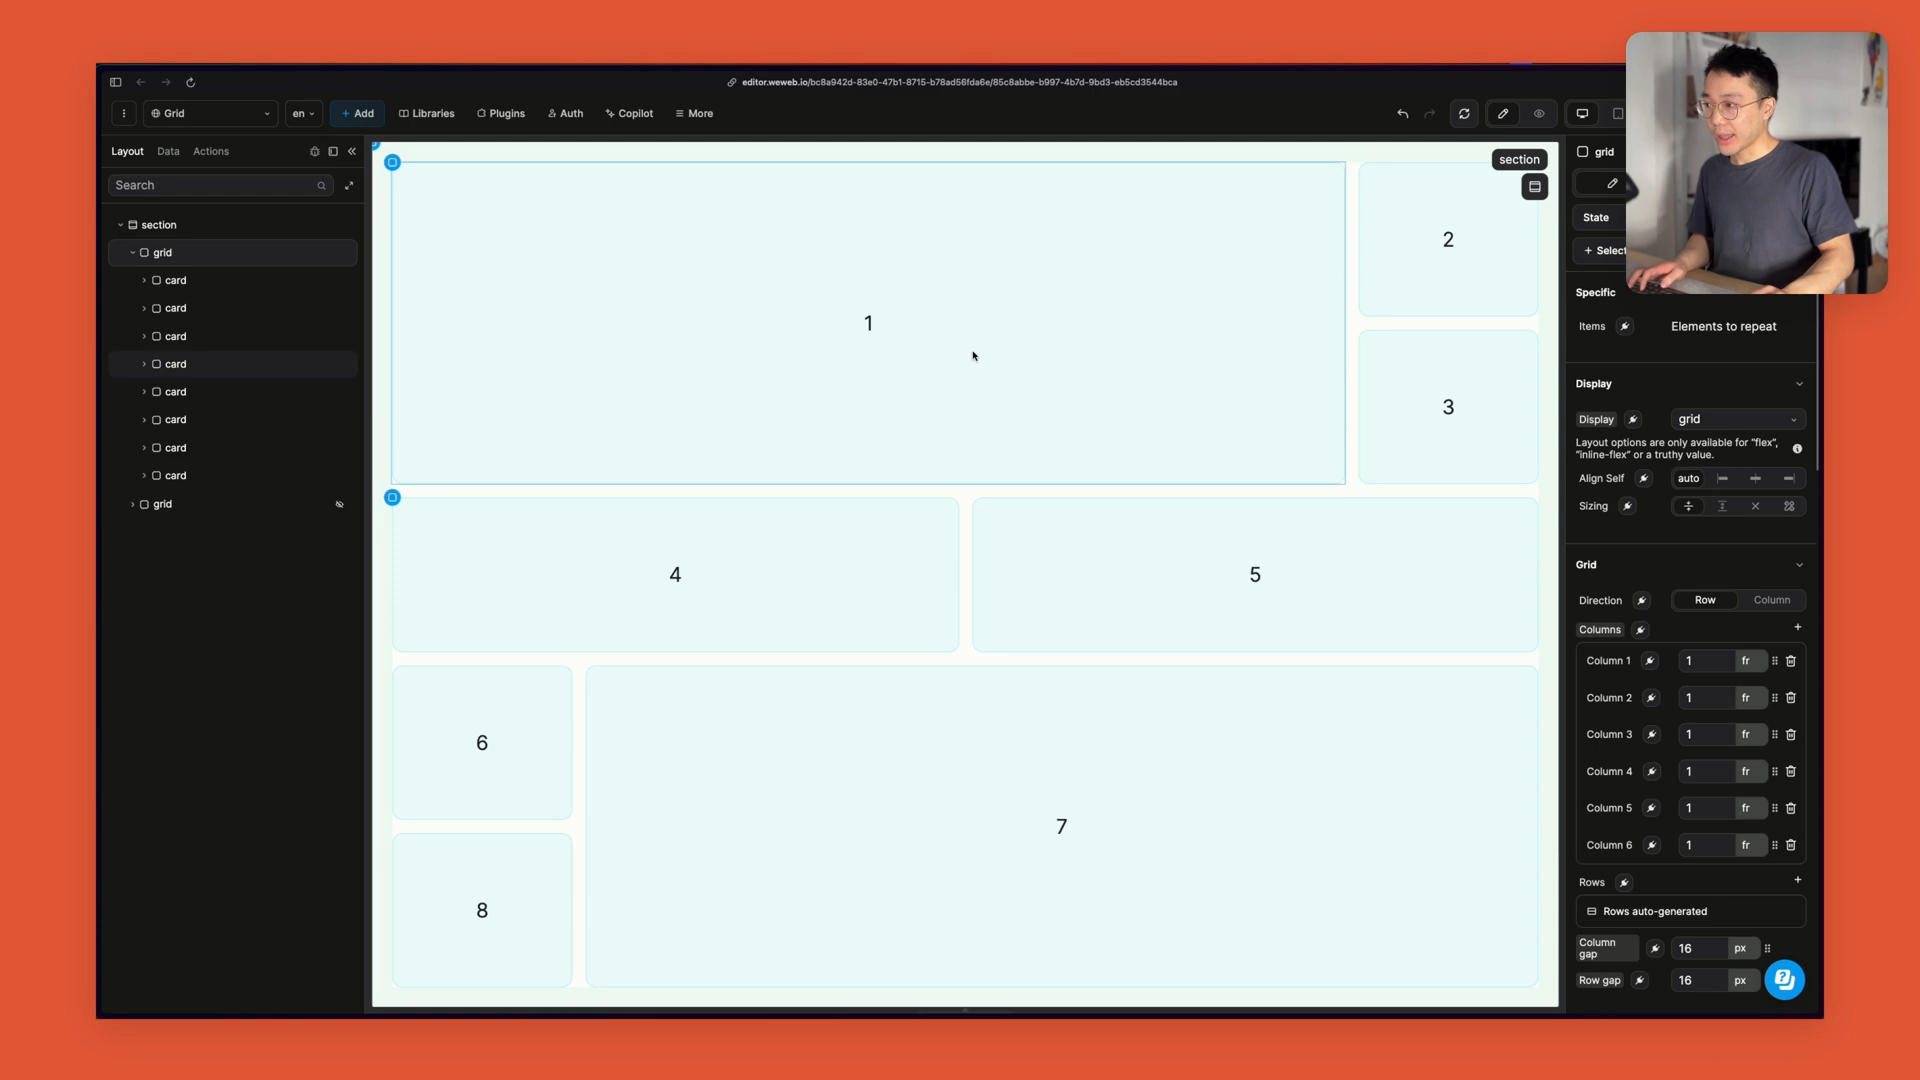 editor.weweb.io/bc8a942d-83e0-47b1-8715-b78ad56fda6e/85c8abbe-b997-4b7d-9bd3-eb5cd3544bca
Grid
en
+ Add
Libraries
Plugins
Auth
Copilot
More
Layout
Data
Actions
Search
section
grid
card
card
card
card
card
card
card
card
grid
section
1
2
3
4
5
6
7
8
grid
State
+ Select
Specific
Items
Elements to repeat
Display
Display
grid
Layout options are only available for "flex",
"inline-flex" or a truthy value.
Align Self
auto
Sizing
Grid
Direction
Row
Column
Columns
Column 1
1
fr
Column 2
1
fr
Column 3
1
fr
Column 4
1
fr
Column 5
1
fr
Column 6
1
fr
Rows
Rows auto-generated
Column
gap
16
px
Row gap
16
px